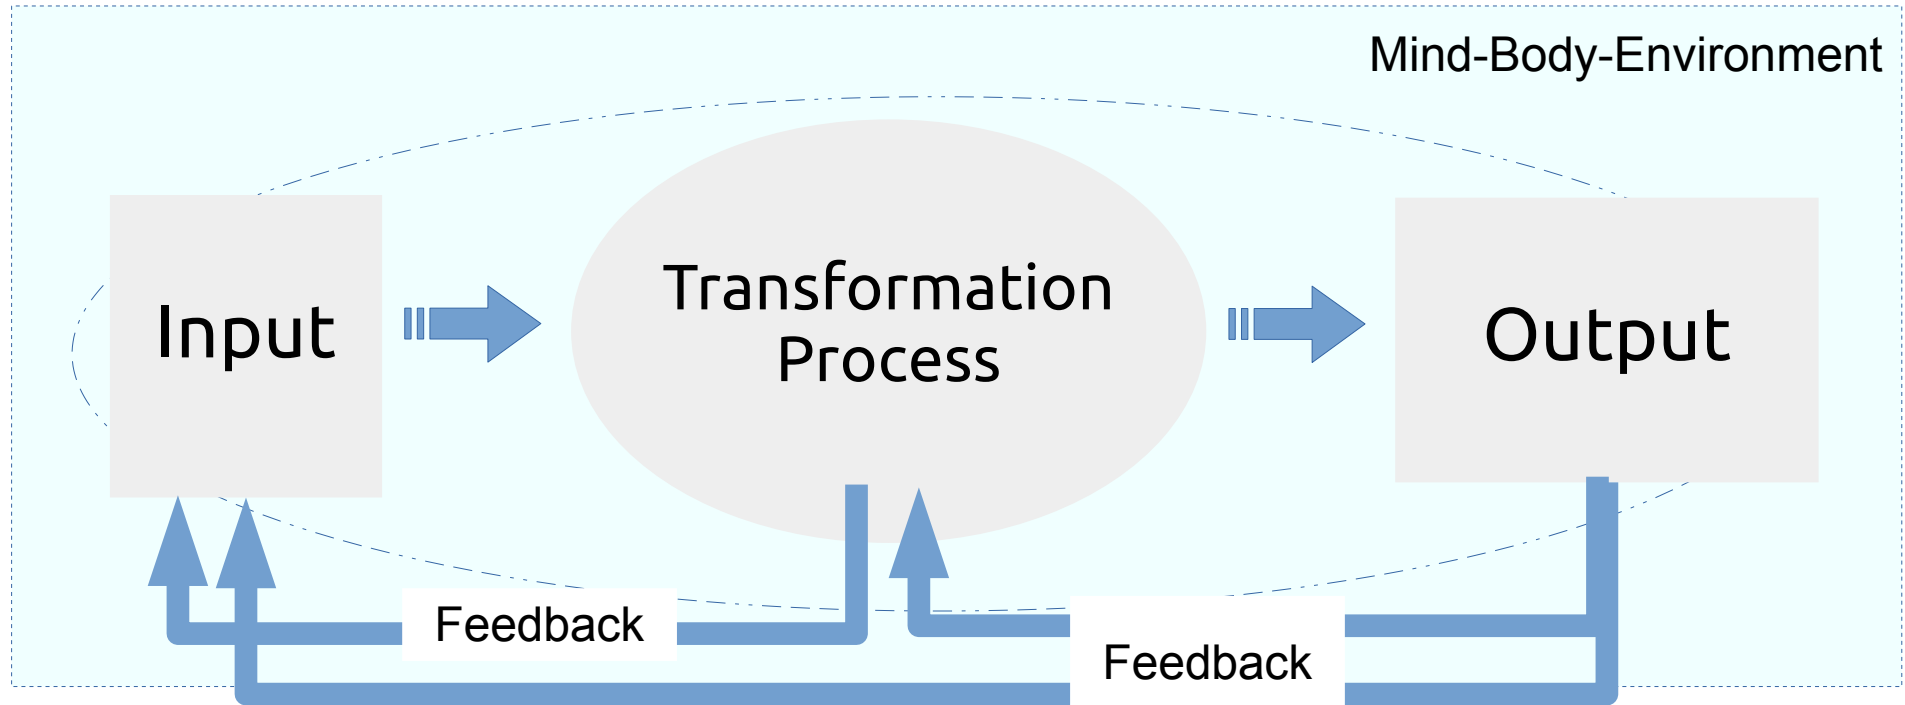 Mind-Body-Environment
Input
Transformation
Process
Output
Feedback
Feedback